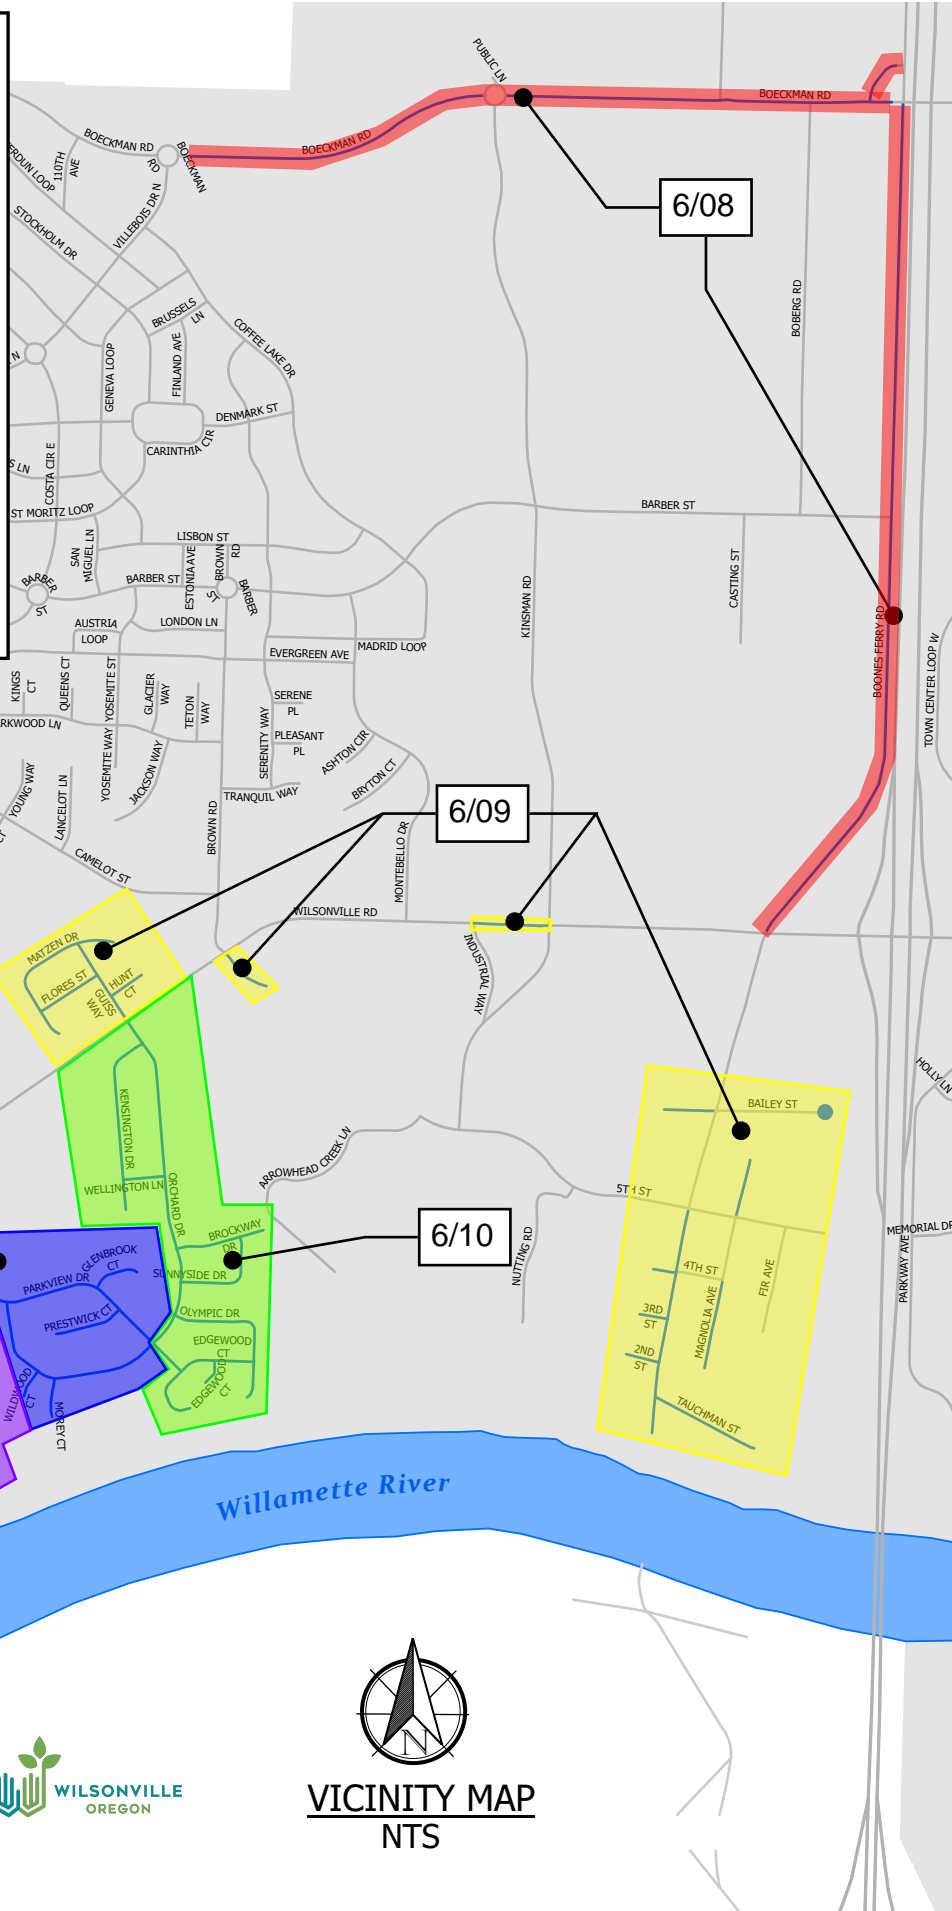 PUBLIC LN
BOECKMAN RD
BOECKMAN RD
BOECKMAN RD
BOECKMAN
RD
110TH
AVE
VILLEBOIS DR N
STOCKHOLM DR
6/08
BOBERG RD
BRUSSELS
LN
COFFEE LAKE DR
GENEVA LOOP
FINLAND AVE
DENMARK ST
CARINTHIA CIR
N
S LN
COSTA CIR E
ST MORITZ LOOP
BARBER ST
SAN
MIGUEL LN
LISBON ST
ESTONIA AVE
BROWN
RD
BARBER
ST
BARBER ST
BARBER
ST
CASTING ST
KINSMAN RD
AUSTRIA
LOOP
LONDON LN
EVERGREEN AVE
MADRID LOOP
BOONES FERRY RD
TOWN CENTER LOOP W
KINGS
CT
QUEENS CT
YOSEMITE ST
GLACIER
WAY
TETON
WAY
SERENE
PL
RKWOOD LN
YOSEMITE WAY
JACKSON WAY
SERENITY WAY
PLEASANT
PL
ASHTON CIR
BRYTON CT
YOUNG WAY
LANCELOT LN
TRANQUIL WAY
BROWN RD
CT
6/09
CAMELOT ST
MONTEBELLO DR
WILSONVILLE RD
MATZEN DR
FLORES ST
HUNT
CT
GUISS
WAY
INDUSTRIAL WAY
HOLLY LN
BAILEY ST
KENSINGTON DR
ARROWHEAD CREEK LN
WELLINGTON LN
ORCHARD DR
5TH ST
BROCKWAY
DR
6/10
NUTTING RD
MEMORIAL DR
PARKWAY AVE
GLENBROOK
CT
PARKVIEW DR
SUNNYSIDE DR
4TH ST
FIR AVE
PRESTWICK CT
OLYMPIC DR
3RD
ST
MAGNOLIA AVE
EDGEWOOD
CT
2ND
ST
EDGEWOOD
CT
WILDWOOD
CT
MOREY CT
TAUCHMAN ST
Willamette River
N
WILSONVILLE
OREGON
VICINITY MAP
NTS